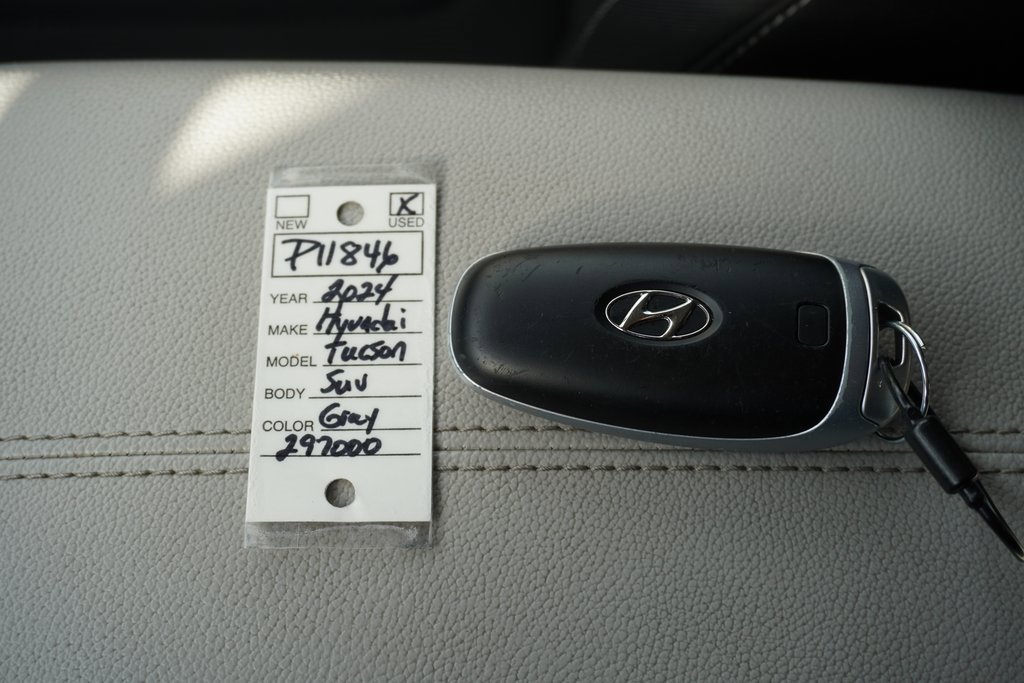 NEW X USED
P11846
YEAR 2024
MAKE Hyundai
MODEL Tucson
BODY Suv
COLOR Gray
297000